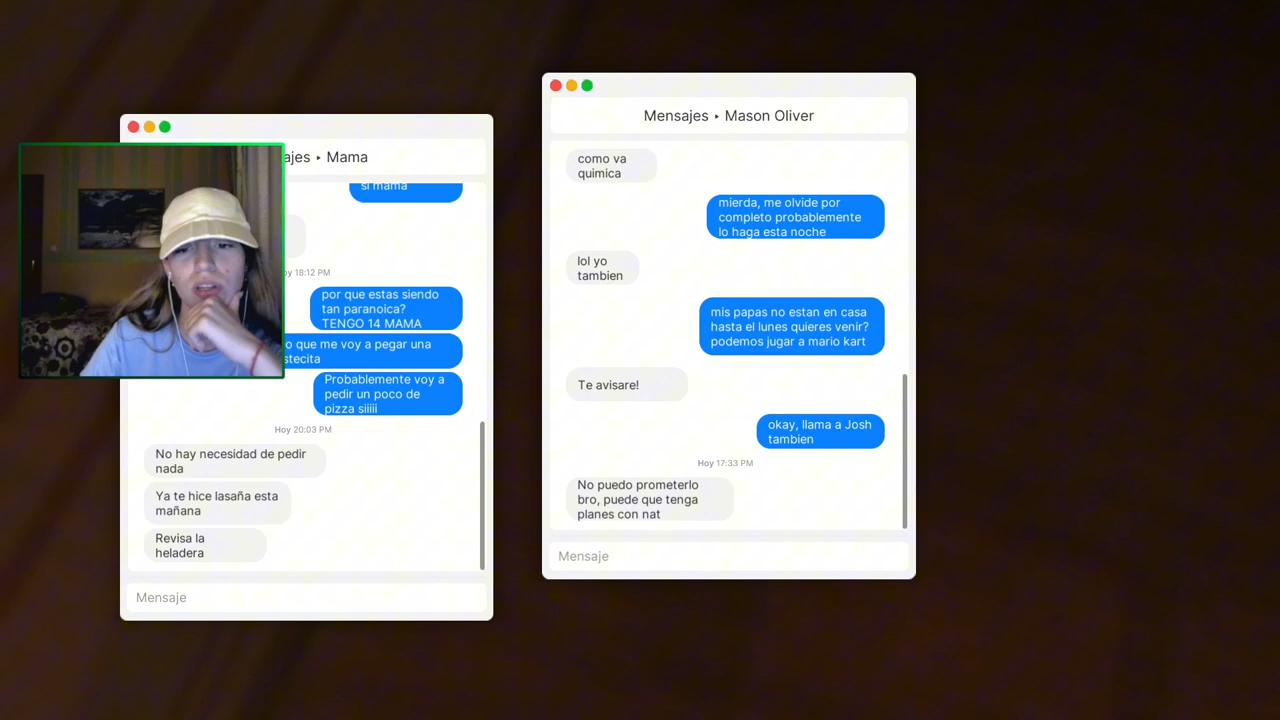 ajes ‣ Mama
si mama
oy 18:12 PM
por que estas siendo
tan paranoica?
TENGO 14 MAMA
o que me voy a pegar una
stecita
Probablemente voy a
pedir un poco de
pizza siiiii
Hoy 20:03 PM
No hay necesidad de pedir
nada
Ya te hice lasaña esta
mañana
Revisa la
heladera
Mensaje
Mensajes ‣ Mason Oliver
como va
quimica
mierda, me olvide por
completo probablemente
lo haga esta noche
lol yo
tambien
mis papas no estan en casa
hasta el lunes quieres venir?
podemos jugar a mario kart
Te avisare!
okay, llama a Josh
tambien
Hoy 17:33 PM
No puedo prometerlo
bro, puede que tenga
planes con nat
Mensaje